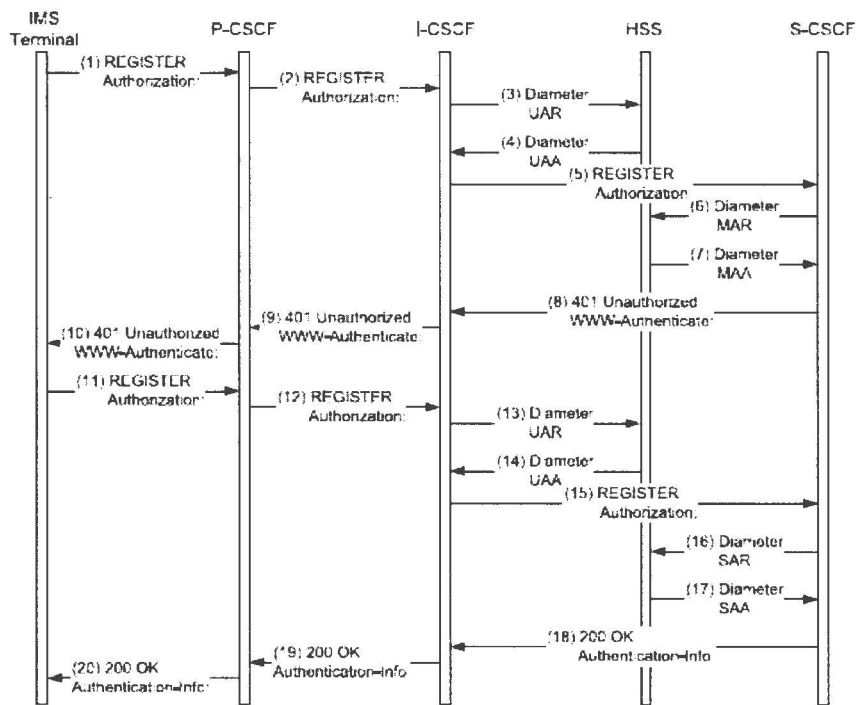 IMS
Terminal
P-CSCF
I-CSCF
HSS
S-CSCF
(1) REGISTER
Authorization:
(2) REGISTER
Authorization:
(3) Diameter
UAR
(4) Diameter
UAA
(5) REGISTER
Authorization
(6) Diameter
MAR
(7) Diameter
MAA
(8) 401 Unauthorized
WWW-Authenticate:
(9) 401 Unauthorized
WWW-Authenticate:
(10) 401 Unauthorized
WWW-Authenticate:
(11) REGISTER
Authorization:
(12) REGISTER
Authorization:
(13) Diameter
UAR
(14) Diameter
UAA
(15) REGISTER
Authorization:
(16) Diameter
SAR
(17) Diameter
SAA
(18) 200 OK
Authentication-Info
(19) 200 OK
Authentication-Info
(20) 200 OK
Authentication-Info: